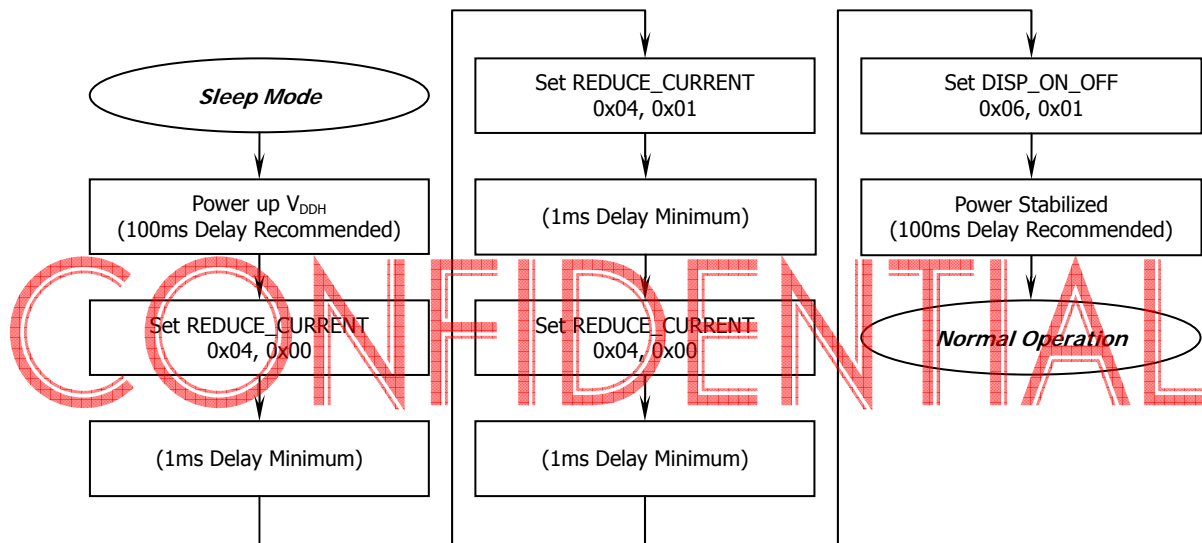 Sleep Mode
Power up VDDH
(100ms Delay Recommended)
Set REDUCE_CURRENT
0x04, 0x00
(1ms Delay Minimum)
Set REDUCE_CURRENT
0x04, 0x01
(1ms Delay Minimum)
Set REDUCE_CURRENT
0x04, 0x00
(1ms Delay Minimum)
Set DISP_ON_OFF
0x06, 0x01
Power Stabilized
(100ms Delay Recommended)
Normal Operation
CONFIDENTIAL